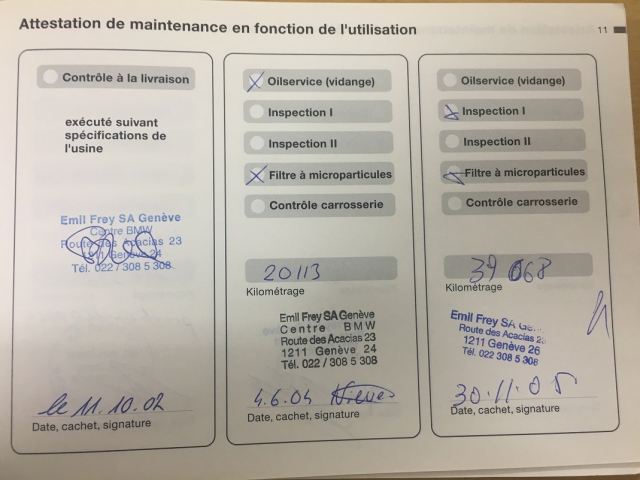 Attestation de maintenance en fonction de l'utilisation
11
Contrôle à la livraison
exécuté suivant
spécifications de
l'usine
Emil Frey SA Genève
Centre BMW
Route des Acacias 23
1211 Genève 24
Tél. 022/308 5 308
le 11.10.02
Date, cachet, signature
Oilservice (vidange)
Inspection I
Inspection II
Filtre à microparticules
Contrôle carrosserie
20113
Kilométrage
Emil Frey SA Genève
Centre BMW
Route des Acacias 23
1211 Genève 24
Tél. 022 / 308 5 308
4.6.04
Date, cachet, signature
Oilservice (vidange)
Inspection I
Inspection II
Filtre à microparticules
Contrôle carrosserie
39 068
Kilométrage
Emil Frey SA
Route des Acacias
1211 Genève 26
Tél. 022 308 5 308
30.11.05
Date, cachet, signature